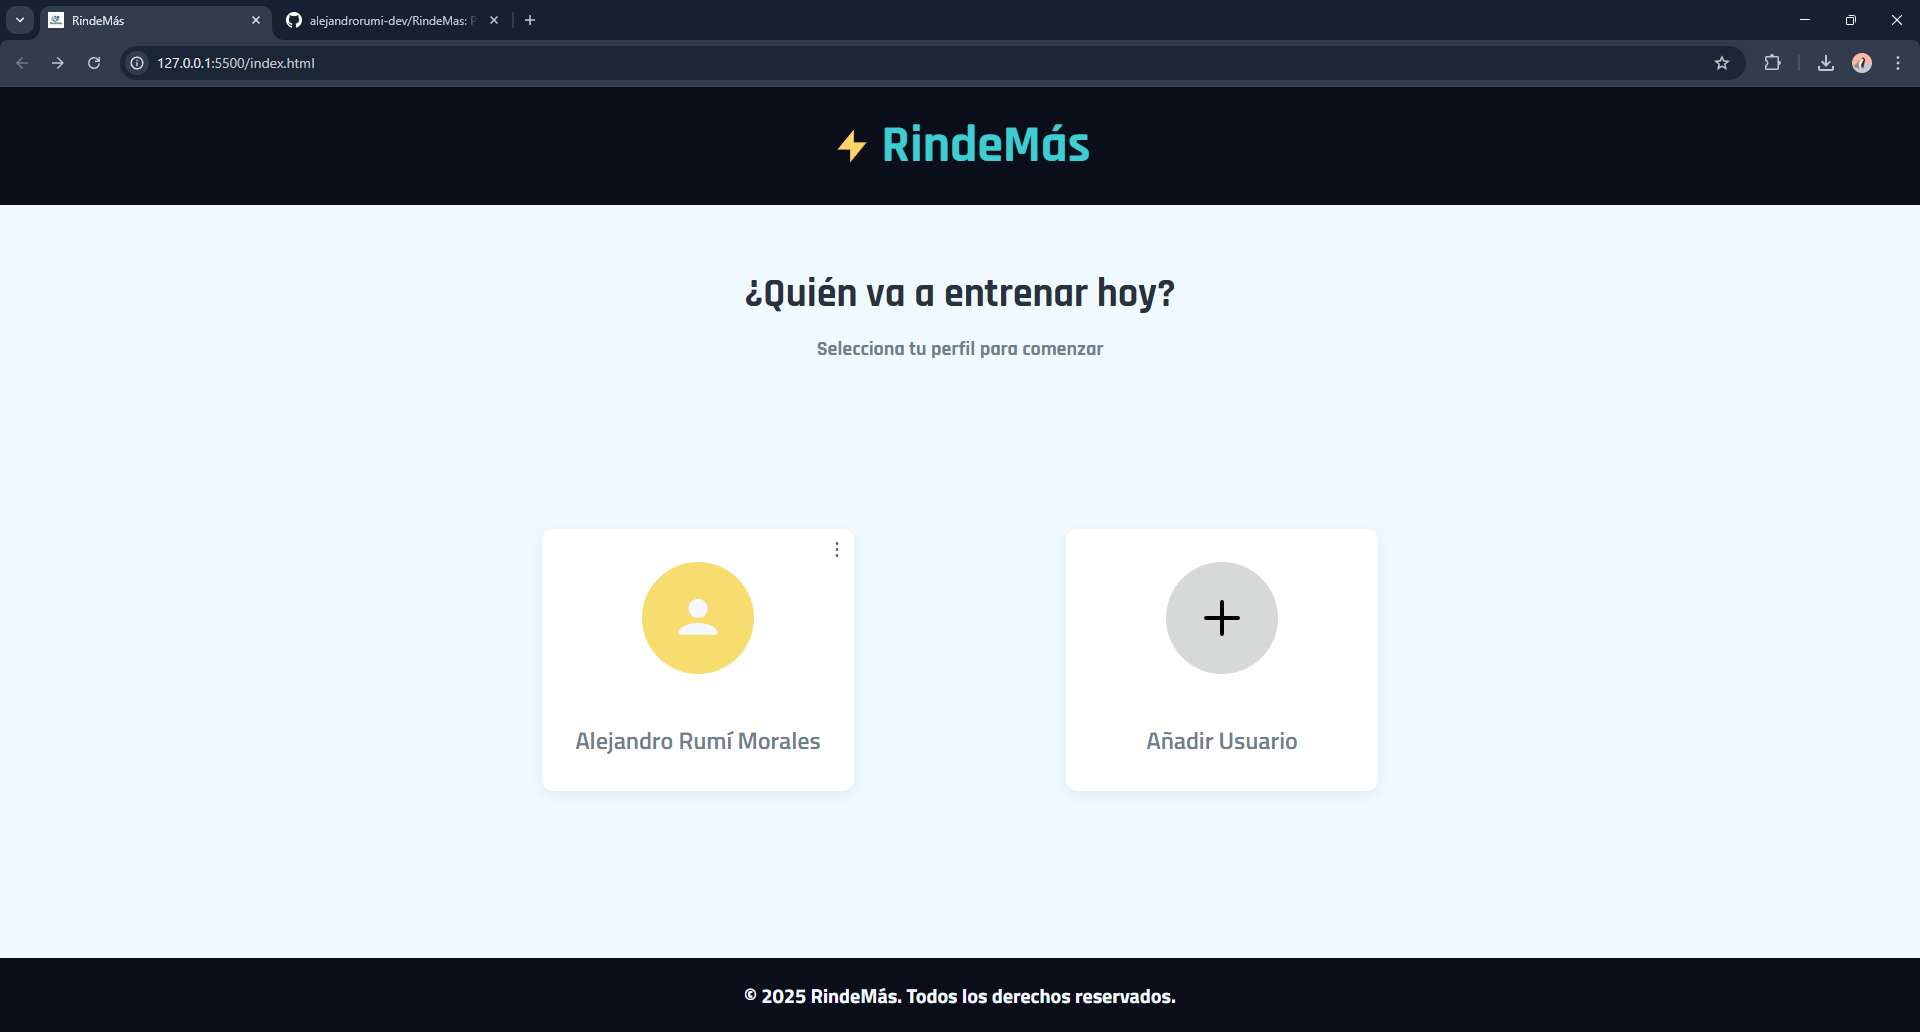 RindeMás
alejandrorumi-dev/RindeMas:
127.0.0.1:5500/index.html
RindeMás
¿Quién va a entrenar hoy?
Selecciona tu perfil para comenzar
Alejandro Rumí Morales
Añadir Usuario
© 2025 RindeMás. Todos los derechos reservados.